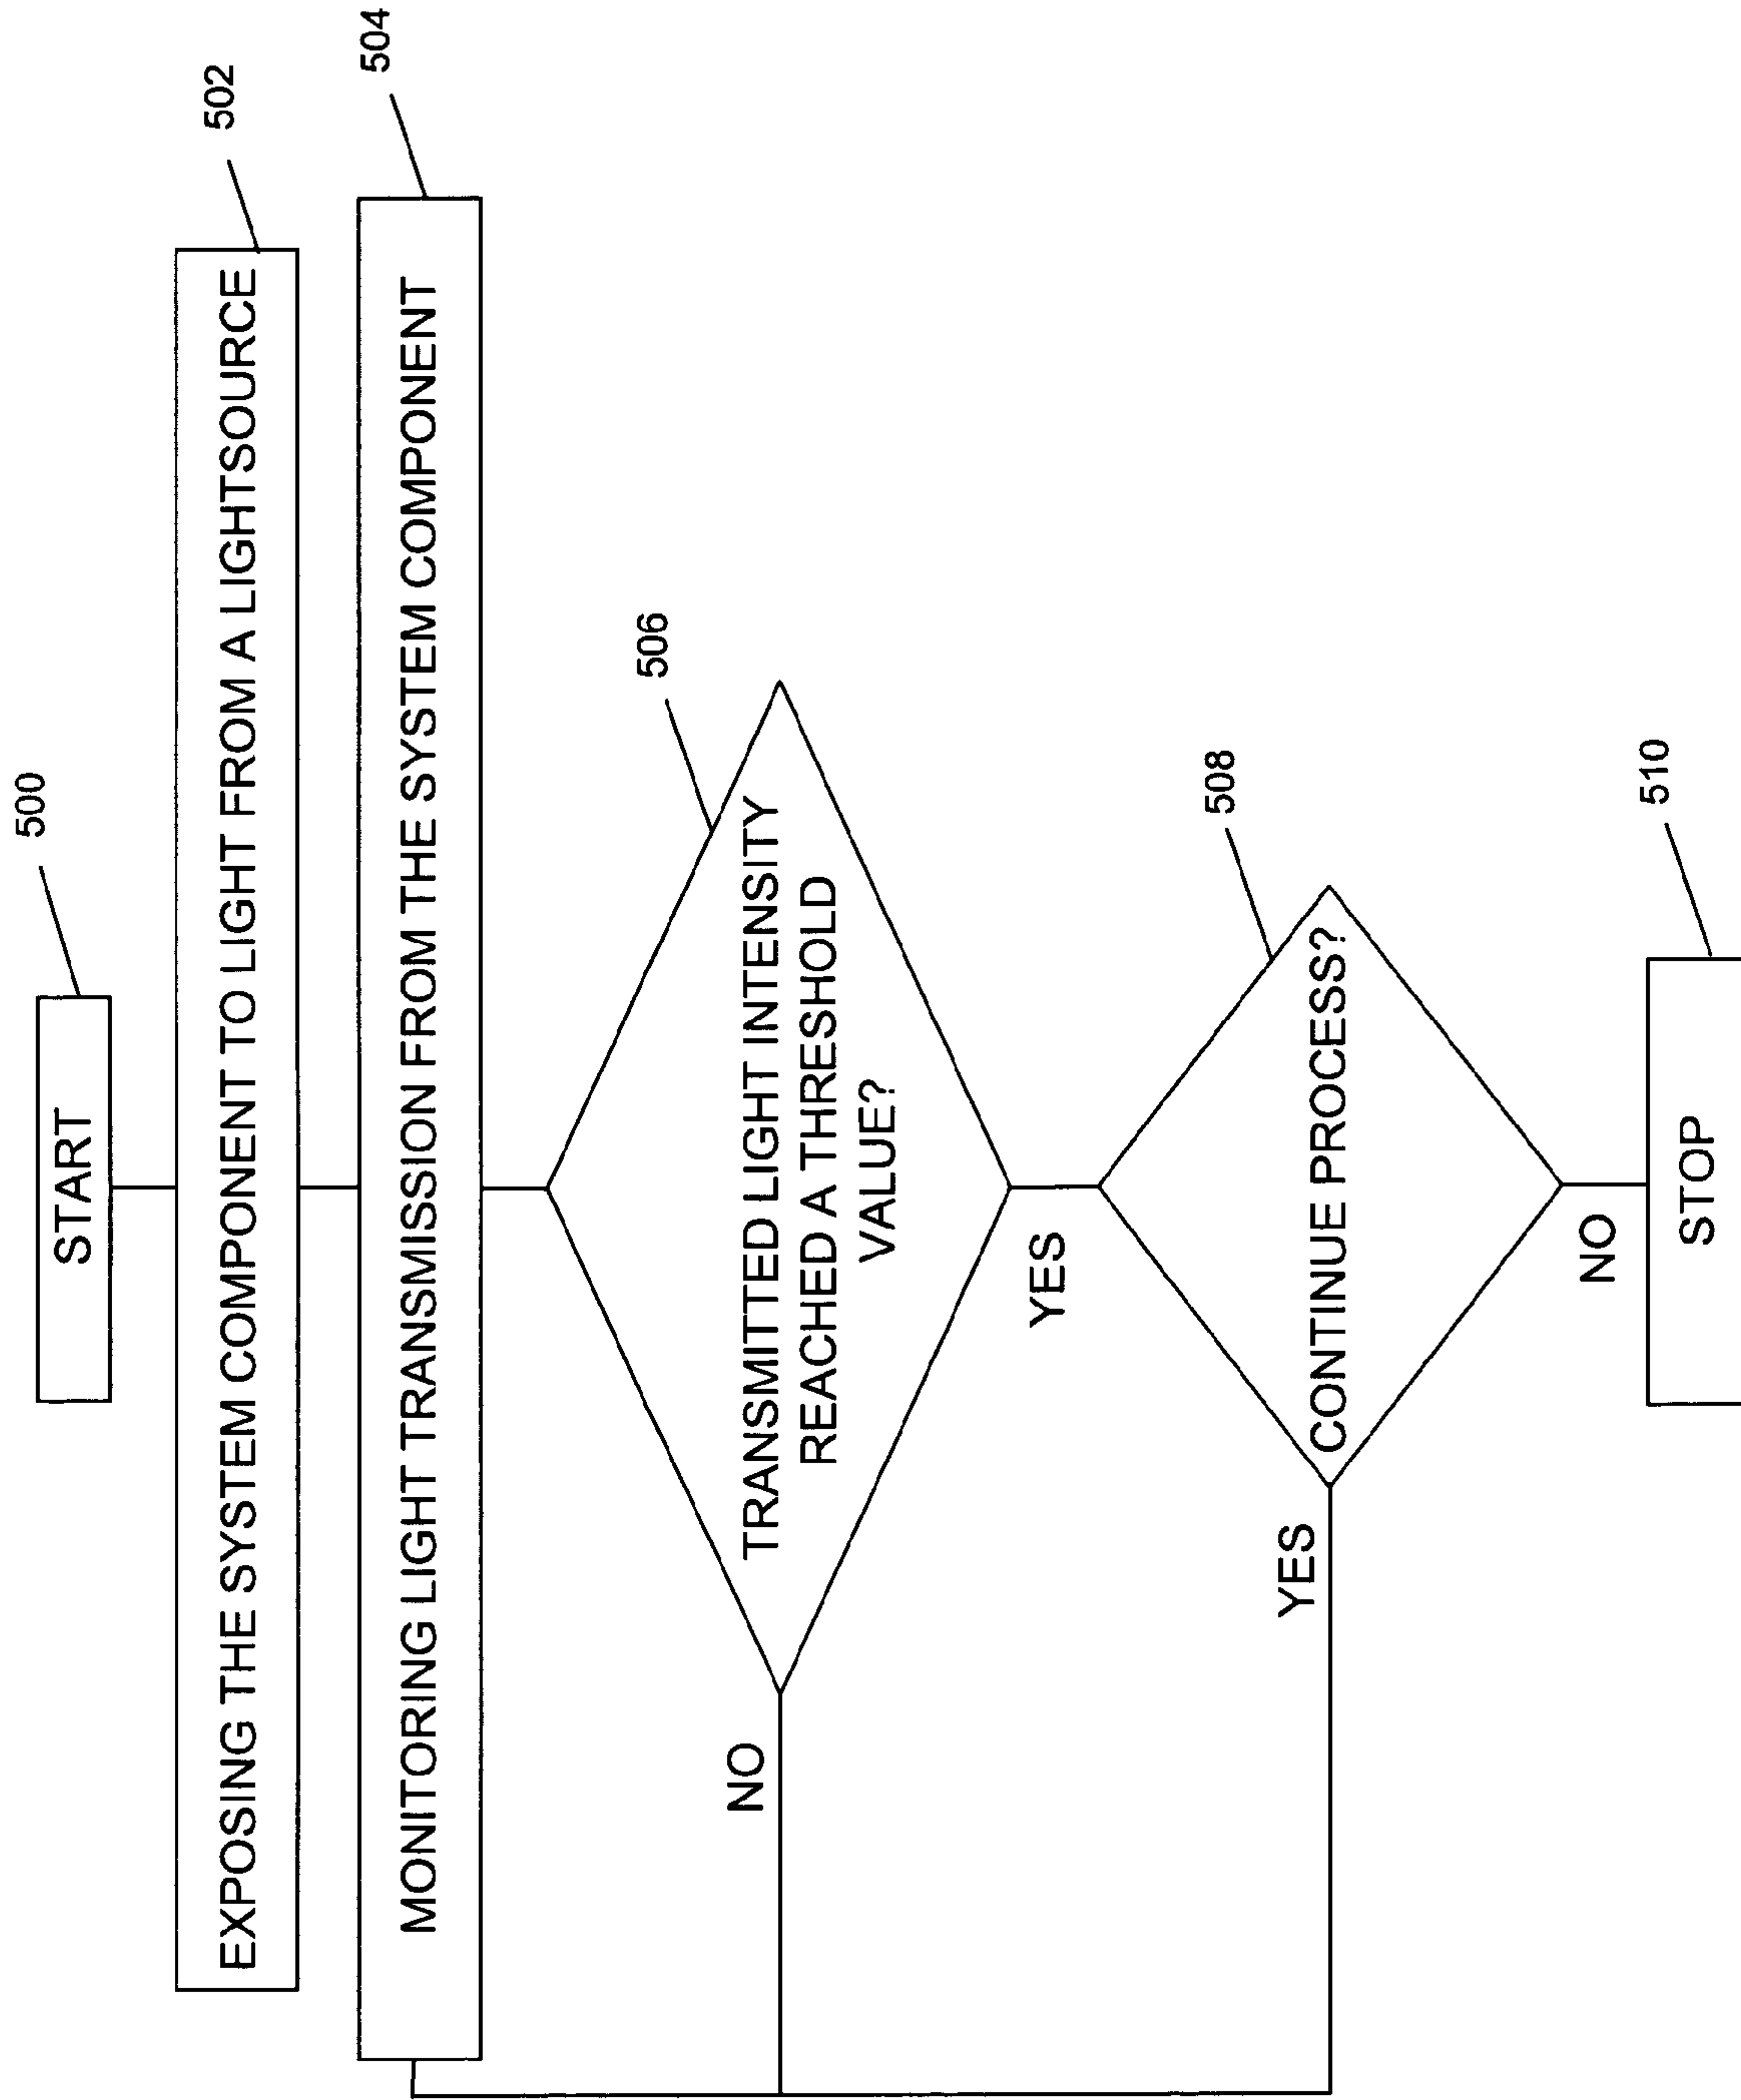 500
START
502
EXPOSING THE SYSTEM COMPONENT TO LIGHT FROM A LIGHTSOURCE
504
MONITORING LIGHT TRANSMISSION FROM THE SYSTEM COMPONENT
506
TRANSMITTED LIGHT INTENSITY
REACHED A THRESHOLD
VALUE?
NO
YES
508
CONTINUE PROCESS?
YES
NO
510
STOP